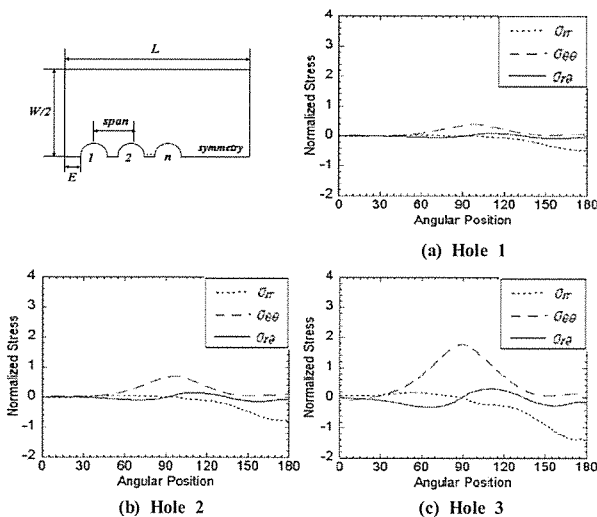 L
W/2
span
1 2 n
symmetry
E
4
3
2
1
0
-1
-2
Normalized Stress
σrr
σθθ
σrθ
0 30 60 90 120 150 180
Angular Position
(a) Hole 1
4
3
2
1
0
-1
-2
Normalized Stress
σrr
σθθ
σrθ
0 30 60 90 120 150 180
Angular Position
(b) Hole 2
4
3
2
1
0
-1
-2
Normalized Stress
σrr
σθθ
σrθ
0 30 60 90 120 150 180
Angular Position
(c) Hole 3